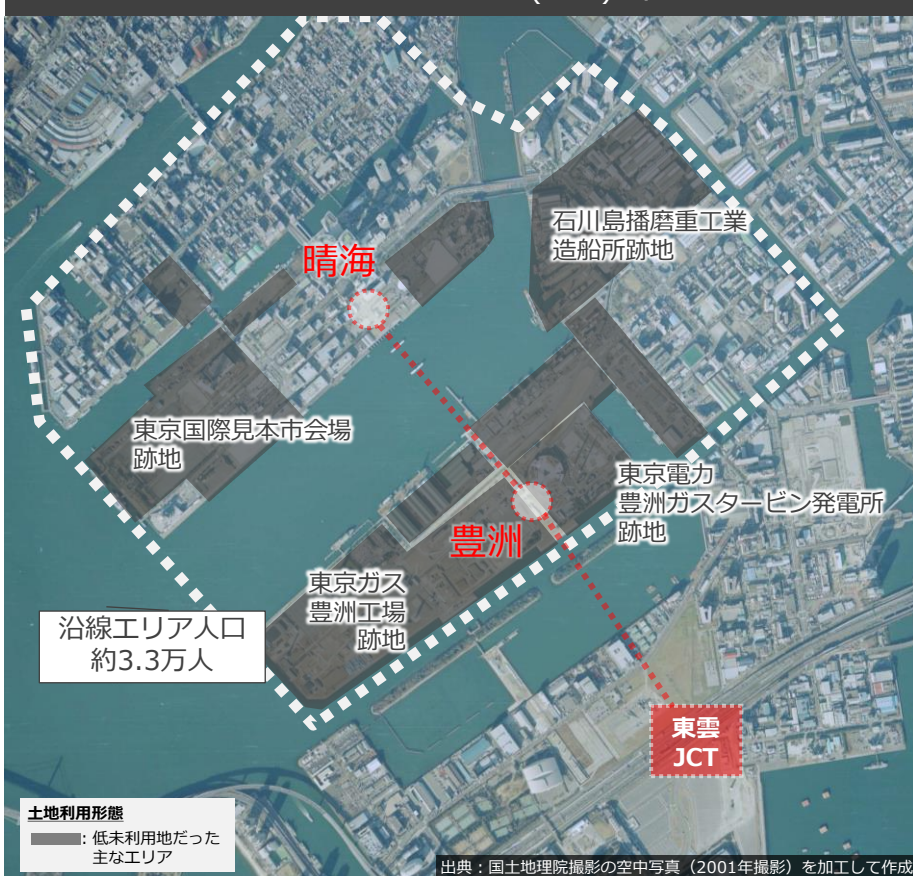 晴海
石川島播磨重工業
造船所跡地
東京国際見本市会場
跡地
東京電力
豊洲ガスタービン発電所
跡地
豊洲
東京ガス
豊洲工場
跡地
沿線エリア人口
約3.3万人
東雲
JCT
土地利用形態
: 低未利用地だった
主なエリア
出典：国土地理院撮影の空中写真（2001年撮影）を加工して作成